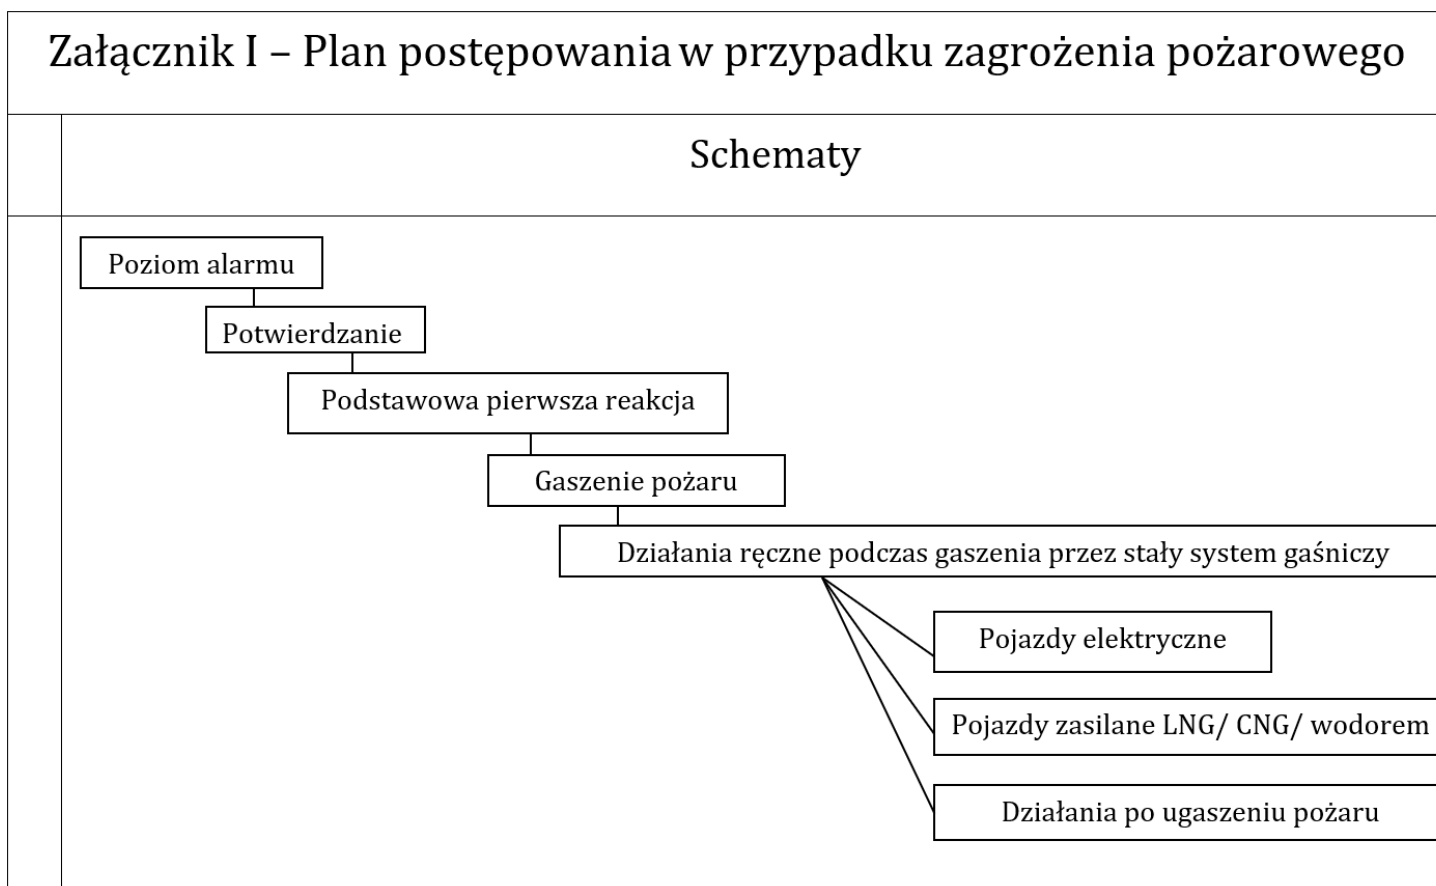 Załącznik I – Plan postępowania w przypadku zagrożenia pożarowego
Schematy
Poziom alarmu
Potwierdzanie
Podstawowa pierwsza reakcja
Gaszenie pożaru
Działania ręczne podczas gaszenia przez stały system gaśniczy
Pojazdy elektryczne
Pojazdy zasilane LNG/ CNG/ wodorem
Działania po ugaszeniu pożaru